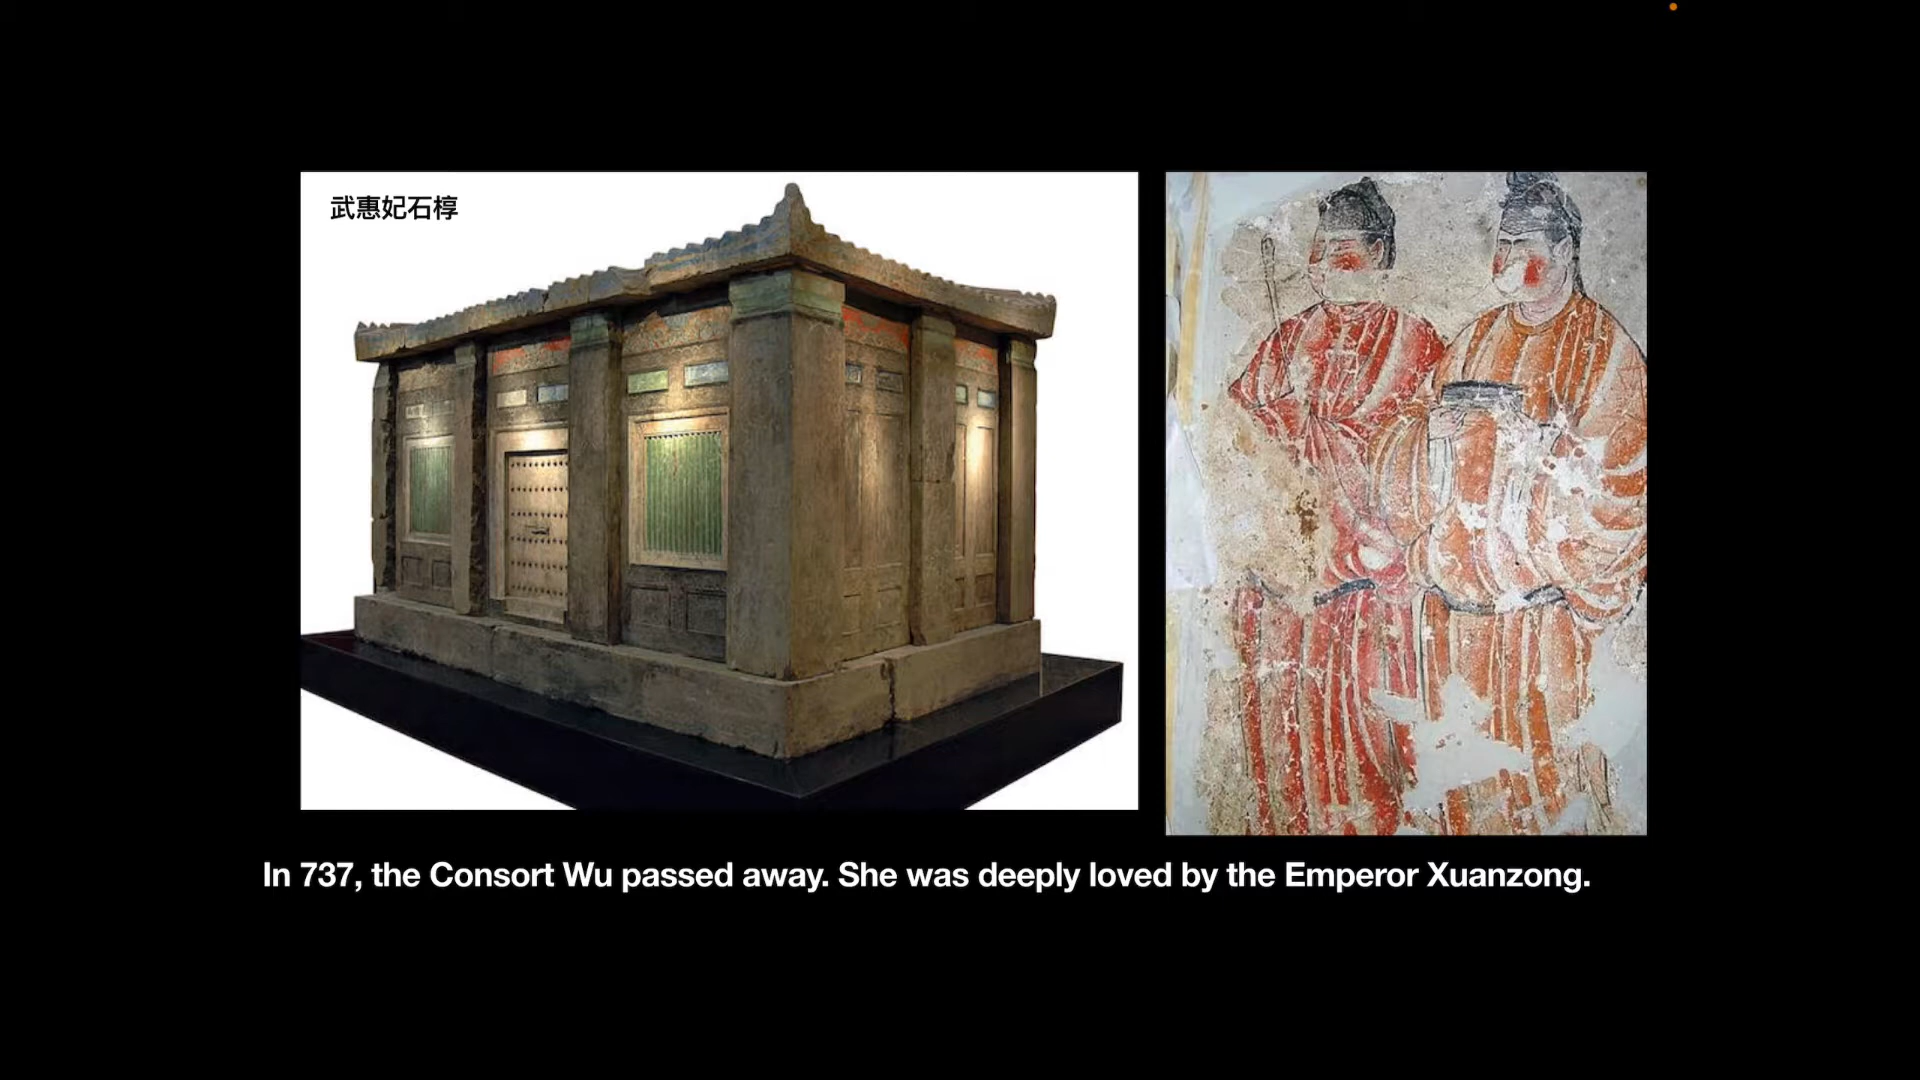 武惠妃石椁
In 737, the Consort Wu passed away. She was deeply loved by the Emperor Xuanzong.